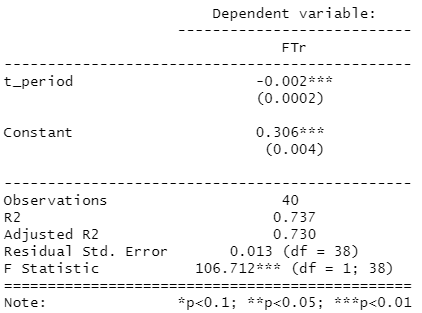 Dependent variable:
---------------------------
FTr
-----------------------------------------------
t_period -0.002***
(0.0002)
Constant 0.306***
(0.004)
-----------------------------------------------
Observations 40
R2 0.737
Adjusted R2 0.730
Residual Std. Error 0.013 (df = 38)
F Statistic 106.712*** (df = 1; 38)
===============================================
Note: *p<0.1; **p<0.05; ***p<0.01